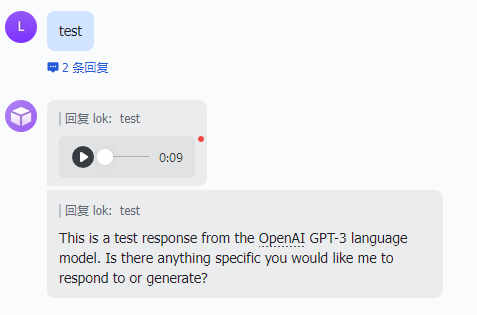 L
test
2 条回复
回复 lok: test
0:09
回复 lok: test
This is a test response from the OpenAI GPT-3 language
model. Is there anything specific you would like me to
respond to or generate?